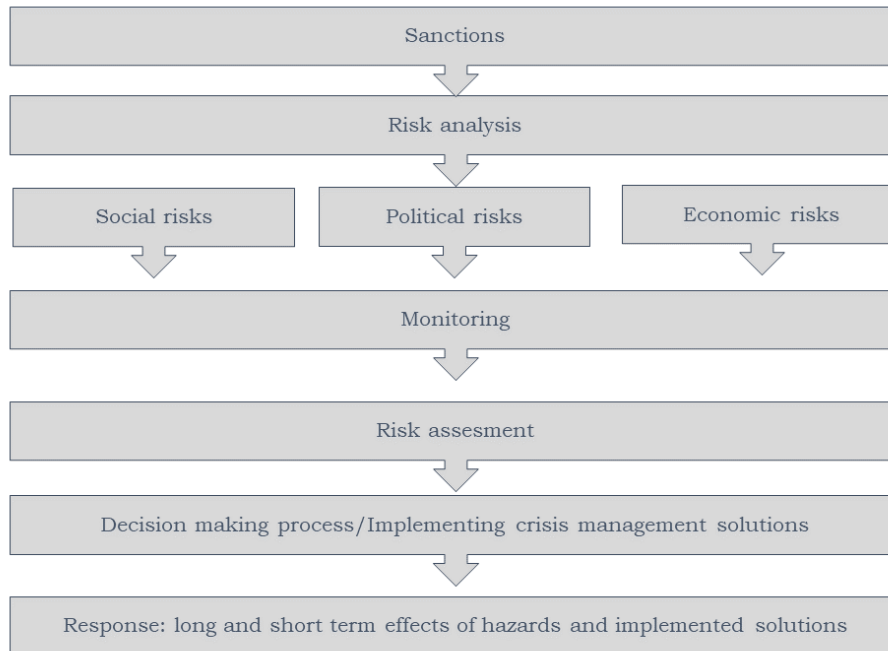 Sanctions
Risk analysis
Social risks
Political risks
Economic risks
Monitoring
Risk assesment
Decision making process/Implementing crisis management solutions
Response: long and short term effects of hazards and implemented solutions